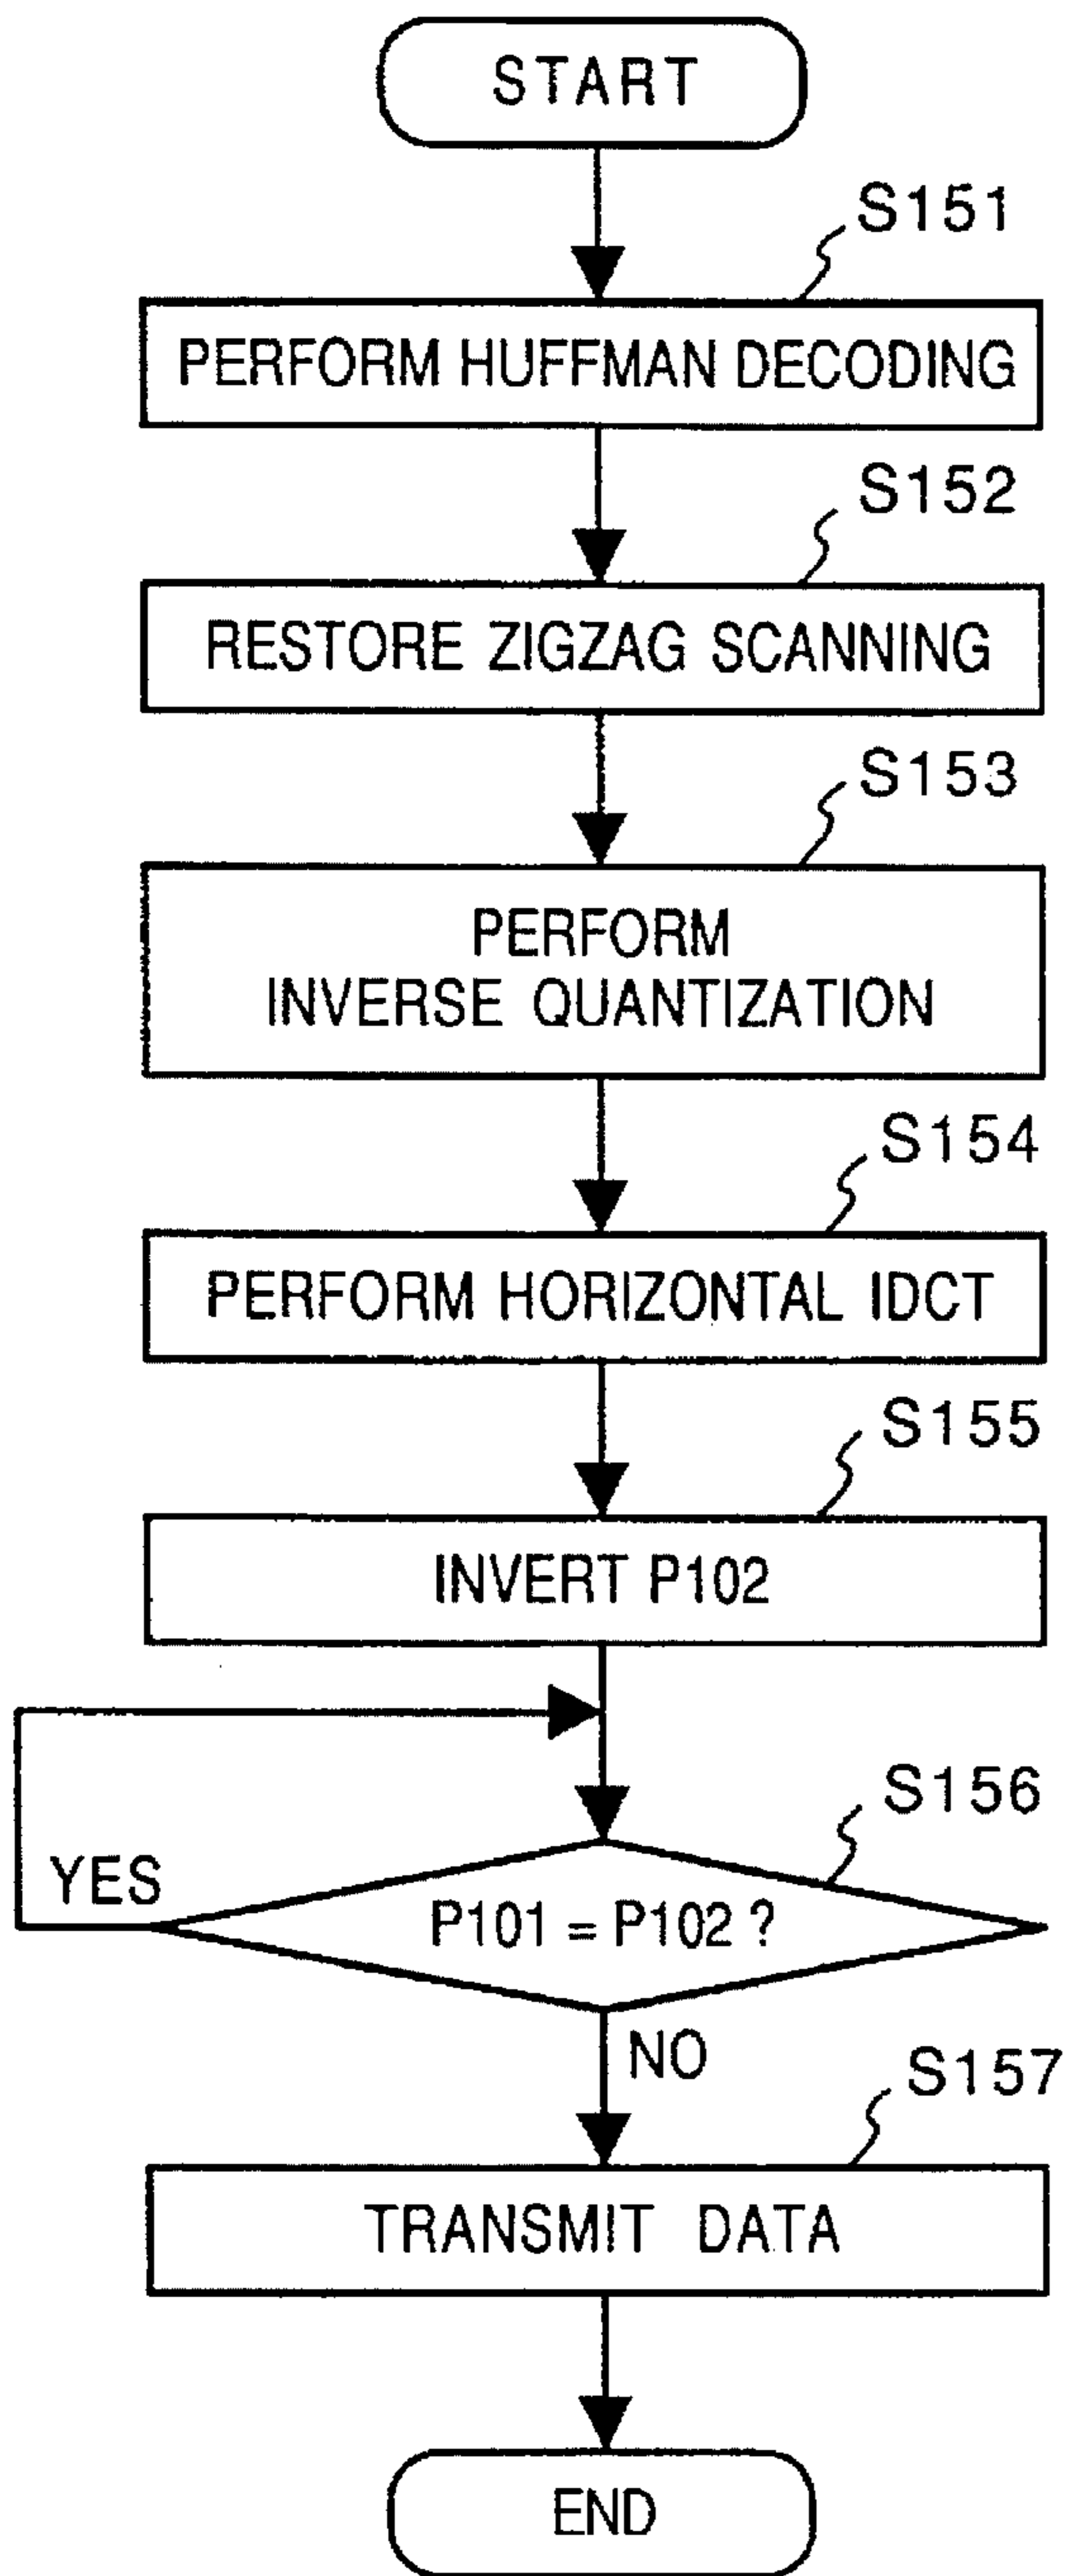 START
S151
PERFORM HUFFMAN DECODING
S152
RESTORE ZIGZAG SCANNING
S153
PERFORM
INVERSE QUANTIZATION
S154
PERFORM HORIZONTAL IDCT
S155
INVERT P102
S156
YES
P101 = P102 ?
NO
S157
TRANSMIT DATA
END